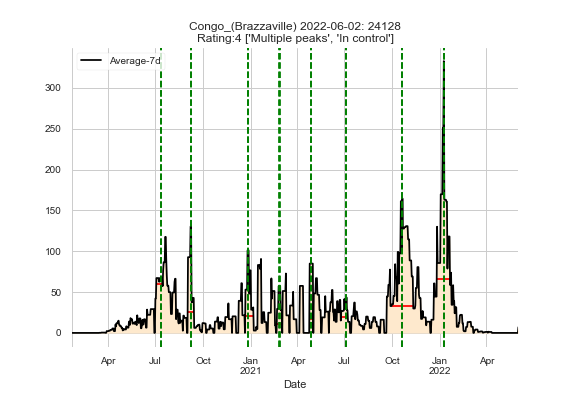 Congo_(Brazzaville) 2022-06-02: 24128
Rating:4 ['Multiple peaks', 'In control']
Average-7d
300
250
200
150
100
50
0
Apr Jul Oct Jan Apr Jul Oct Jan Apr
2021 2022
Date